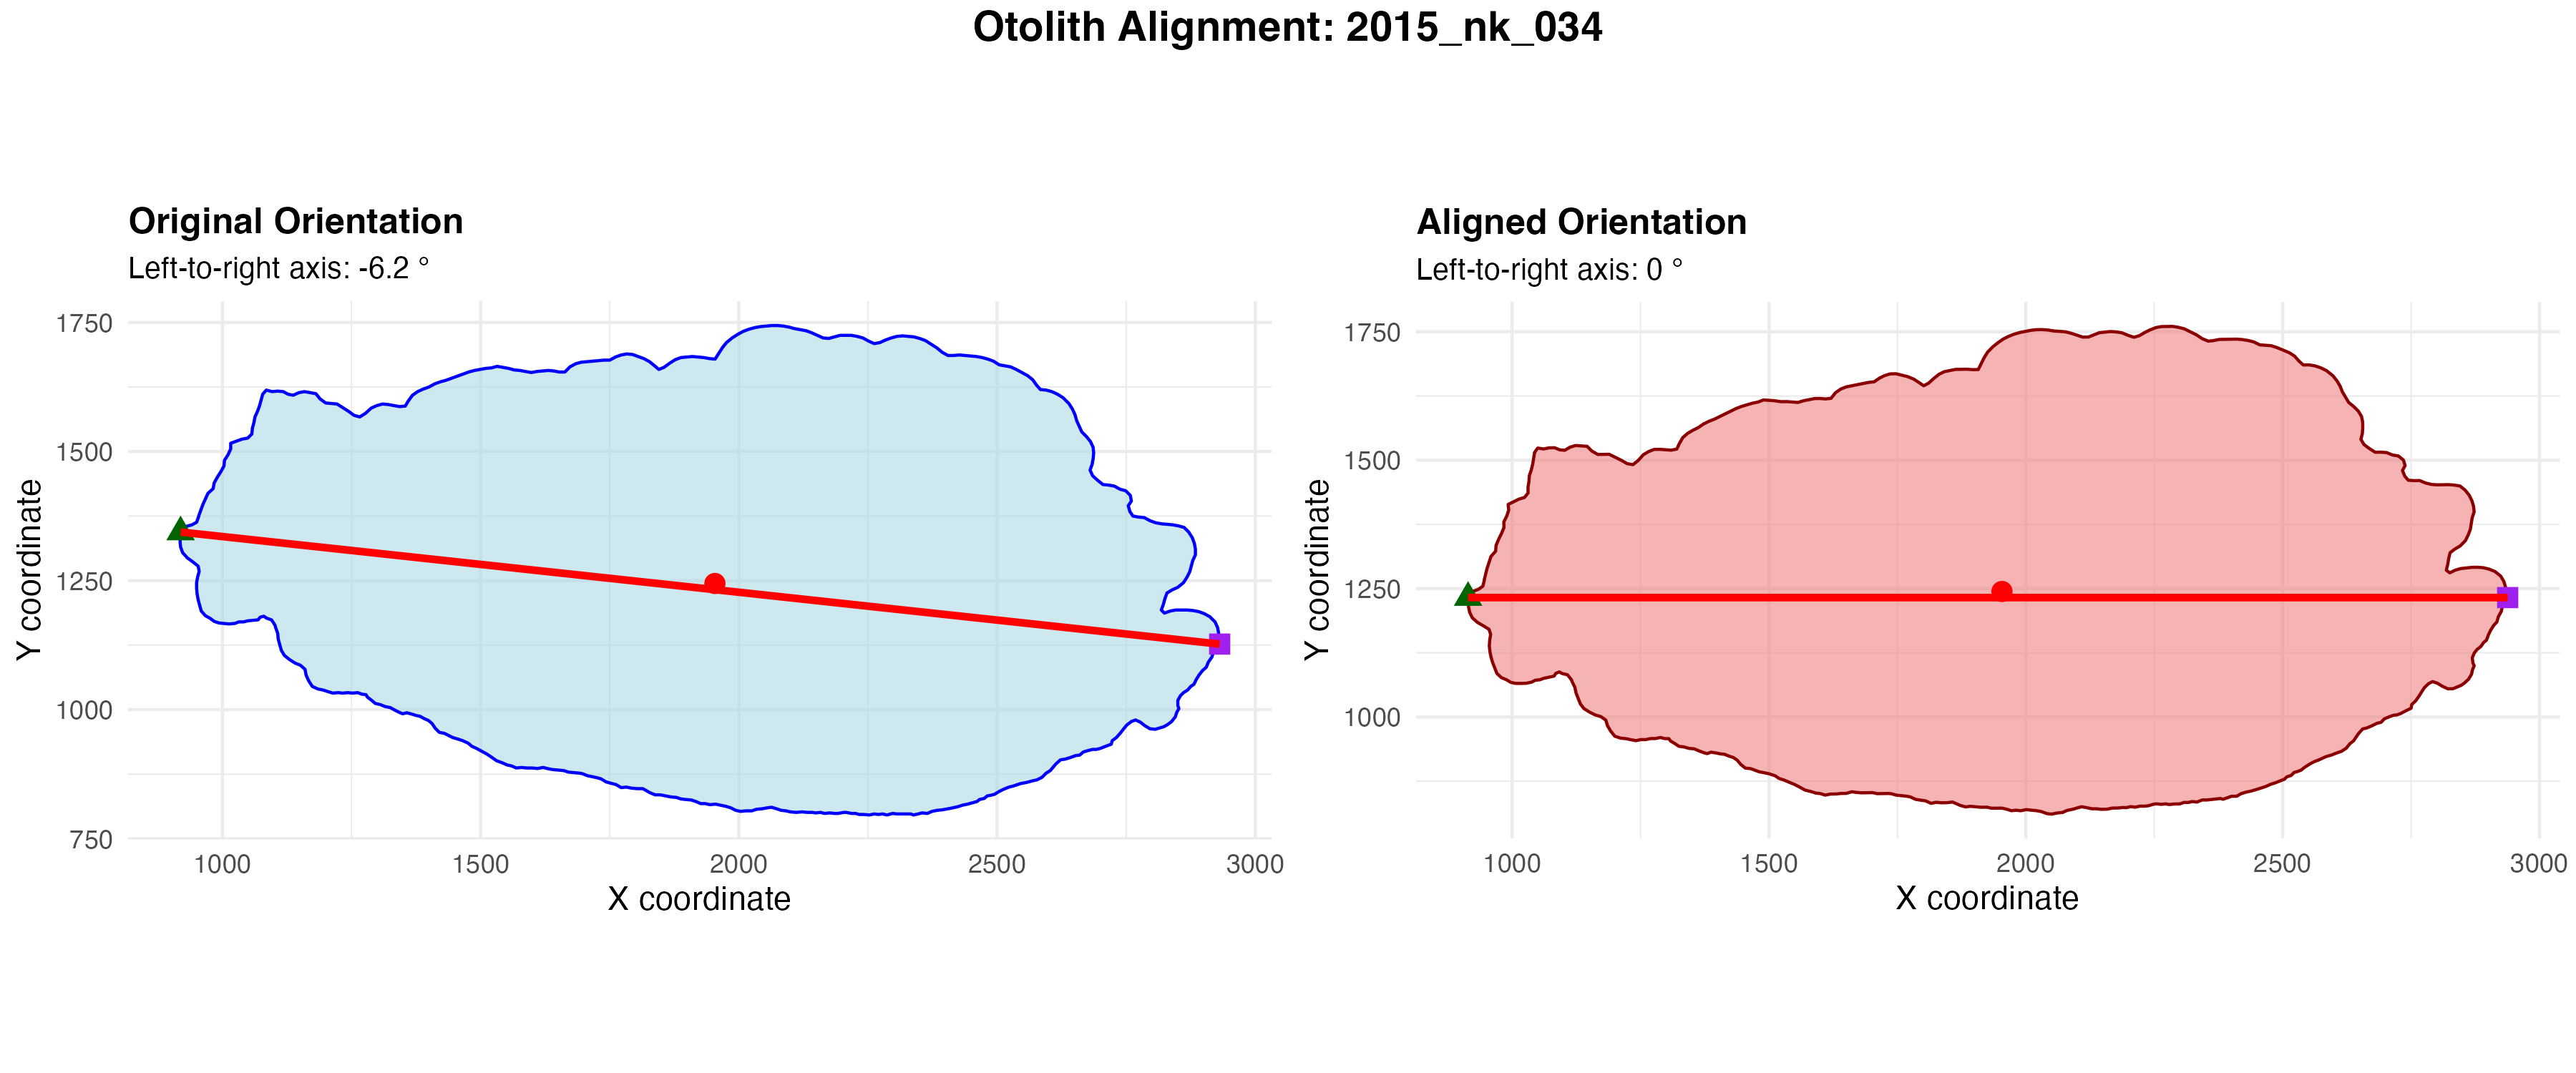 Otolith Alignment: 2015_nk_034
Original Orientation
Left-to-right axis: -6.2 °
1750
1500
1250
1000
750
Y coordinate
1000 1500 2000 2500 3000
X coordinate
Aligned Orientation
Left-to-right axis: 0 °
1750
1500
1250
1000
Y coordinate
1000 1500 2000 2500 3000
X coordinate